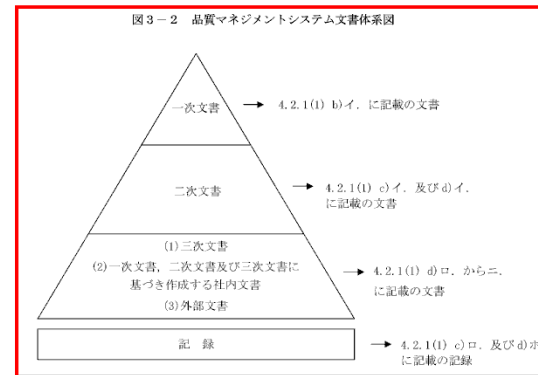 図3-2 品質マネジメントシステム文書体系図
一次文書
→ 4.2.1(1) b)イ. に記載の文書
二次文書
→ 4.2.1(1) c)イ. 及び d)イ.
に記載の文書
(1)三次文書
(2)一次文書,二次文書及び三次文書に
基づき作成する社内文書
(3)外部文書
→ 4.2.1(1) d)ロ. からニ.
に記載の文書
記 録
→ 4.2.1(1) c)ロ. 及び d)ホ
に記載の記録